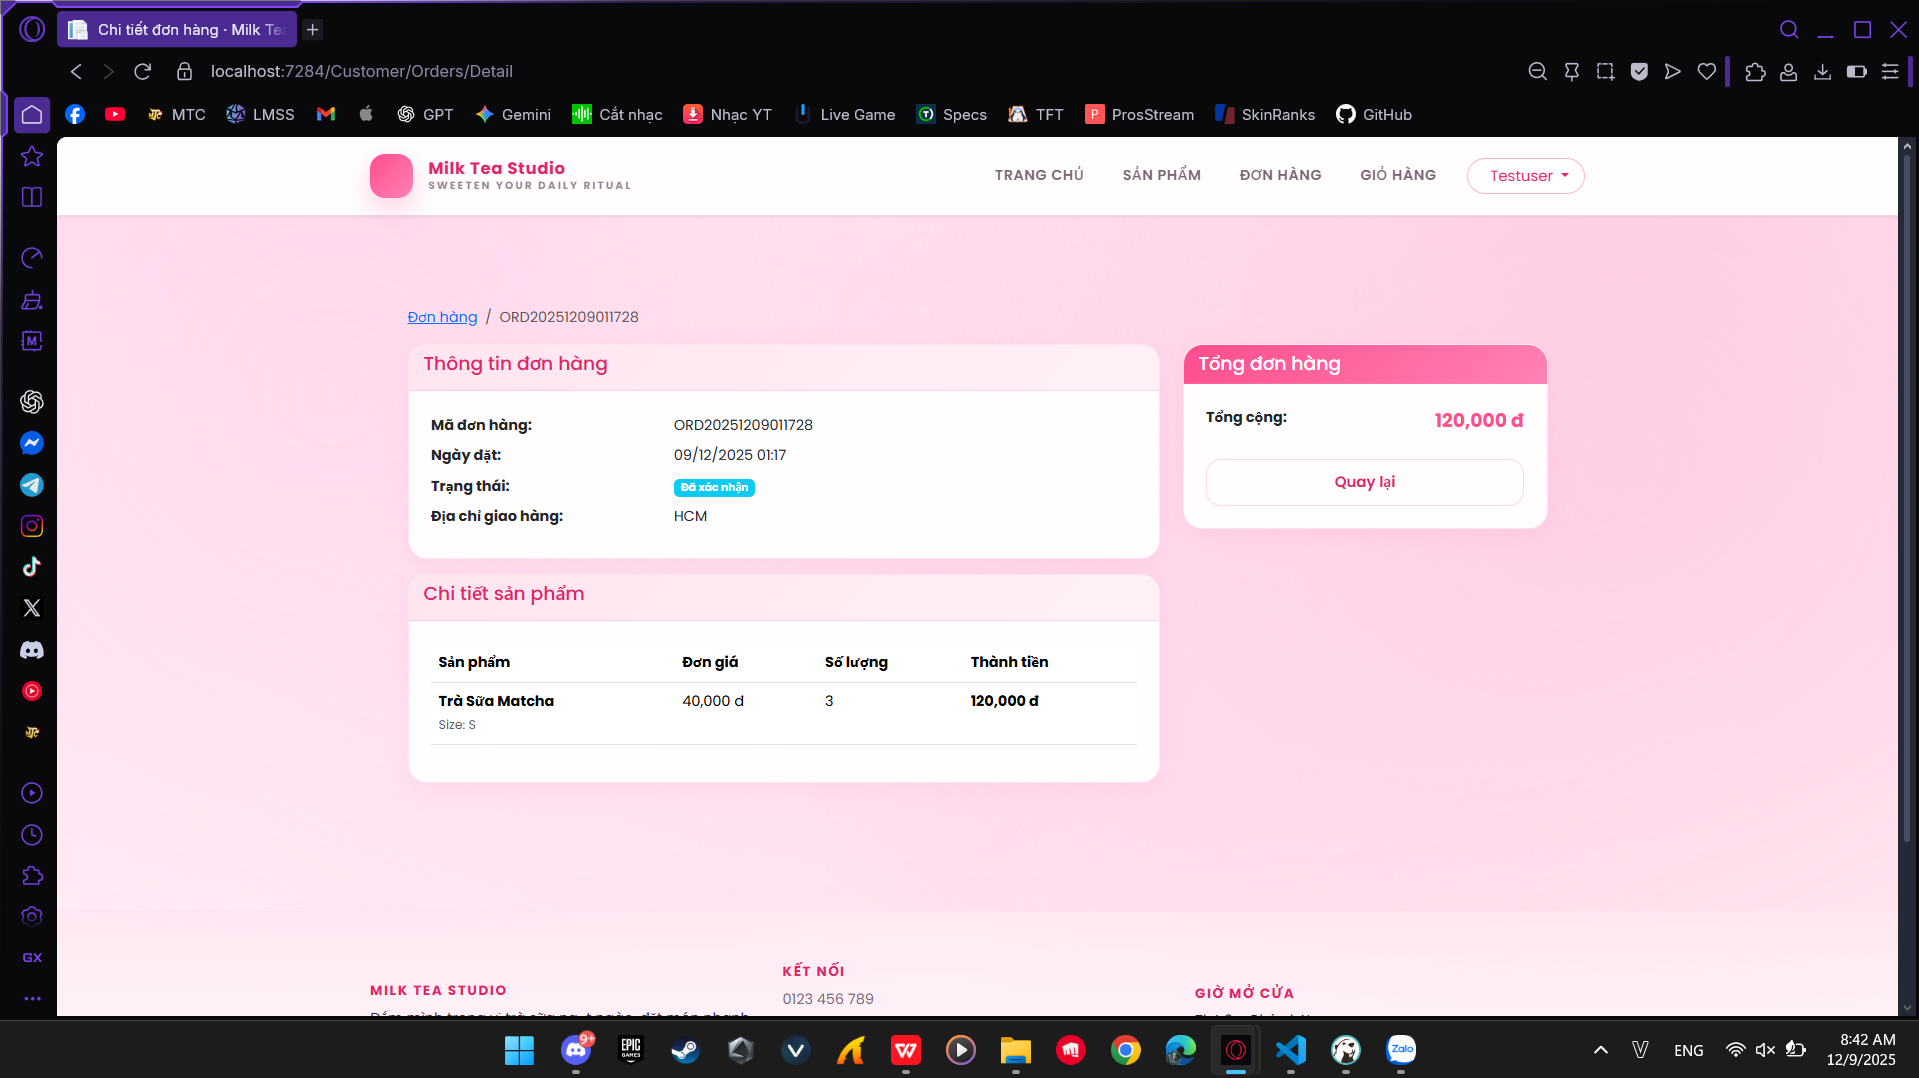 Chi tiết đơn hàng · Milk Te
localhost:7284/Customer/Orders/Detail
MTC
LMSS
GPT
Gemini
Cắt nhạc
Nhạc YT
Live Game
Specs
TFT
ProsStream
SkinRanks
GitHub
Milk Tea Studio
SWEETEN YOUR DAILY RITUAL
TRANG CHỦ
SẢN PHẨM
ĐƠN HÀNG
GIỎ HÀNG
Testuser
Đơn hàng / ORD20251209011728
Thông tin đơn hàng
Mã đơn hàng: ORD20251209011728
Ngày đặt: 09/12/2025 01:17
Trạng thái: Đã xác nhận
Địa chỉ giao hàng: HCM
Tổng đơn hàng
Tổng cộng: 120,000 đ
Quay lại
Chi tiết sản phẩm
Sản phẩm Đơn giá Số lượng Thành tiền
Trà Sữa Matcha 40,000 đ 3 120,000 đ
Size: S
MILK TEA STUDIO
KẾT NỐI
0123 456 789
GIỜ MỞ CỬA
GX
9+
EPIC
GAMES
Zalo
ENG
8:42 AM
12/9/2025